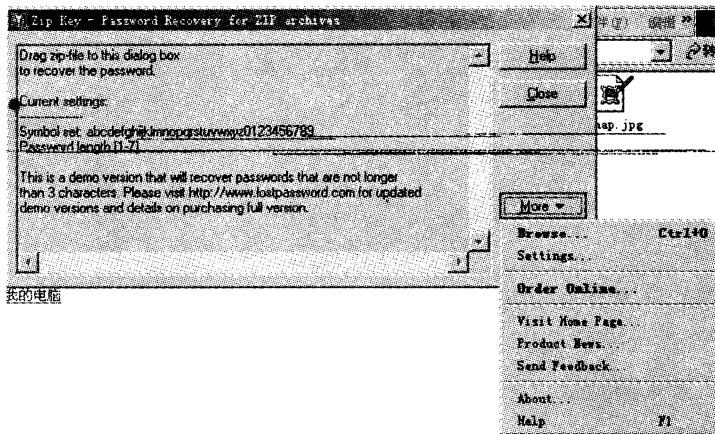 Zip Key - Password Recovery for ZIP archives
Drag zip-file to this dialog box
to recover the password.
Current settings:
Symbol set: abcdefghijklmnopqrstuvwxyz0123456789
Password length [1-7]
This is a demo version that will recover passwords that are not longer
than 3 characters. Please visit http://www.lostpassword.com for updated
demo versions and details on purchasing full version.
Help
Close
More
编辑 »
map.jpg
Browse... Ctrl+O
Settings...
Order Online...
Visit Home Page...
Product News...
Send Feedback...
About...
Help F1
我的电脑